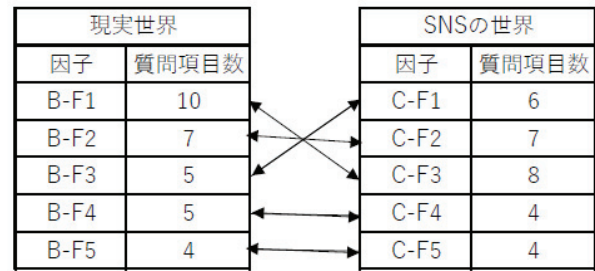 現実世界 SNSの世界
因子 質問項目数 因子 質問項目数
B-F1 10 C-F1 6
B-F2 7 C-F2 7
B-F3 5 C-F3 8
B-F4 5 C-F4 4
B-F5 4 C-F5 4